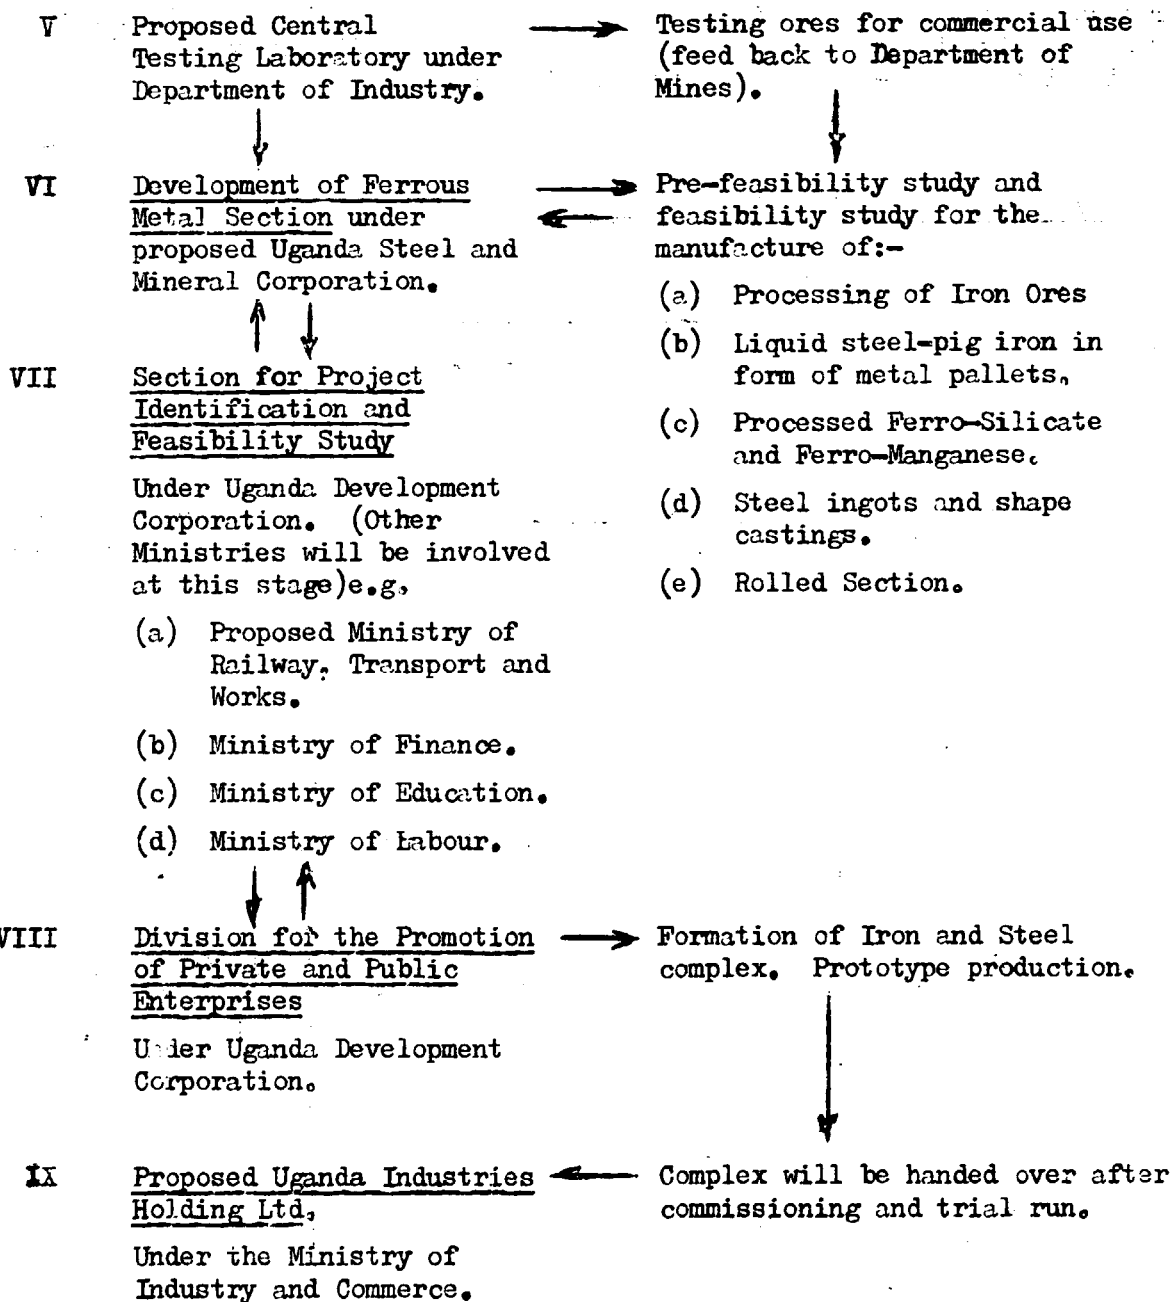 V Proposed Central
Testing Laboratory under
Department of Industry.
Testing ores for commercial use
(feed back to Department of
Mines).
VI Development of Ferrous
Metal Section under
proposed Uganda Steel and
Mineral Corporation.
Pre-feasibility study and
feasibility study for the
manufacture of:-
(a) Processing of Iron Ores
(b) Liquid steel-pig iron in
form of metal pallets,
(c) Processed Ferro-Silicate
and Ferro-Manganese.
(d) Steel ingots and shape
castings.
(e) Rolled Section.
VII Section for Project
Identification and
Feasibility Study
Under Uganda Development
Corporation. (Other
Ministries will be involved
at this stage)e.g.
(a) Proposed Ministry of
Railway, Transport and
Works.
(b) Ministry of Finance.
(c) Ministry of Education.
(d) Ministry of Labour.
VIII Division for the Promotion
of Private and Public
Enterprises
Under Uganda Development
Corporation.
Formation of Iron and Steel
complex. Prototype production.
IX Proposed Uganda Industries
Holding Ltd,
Under the Ministry of
Industry and Commerce.
Complex will be handed over after
commissioning and trial run.